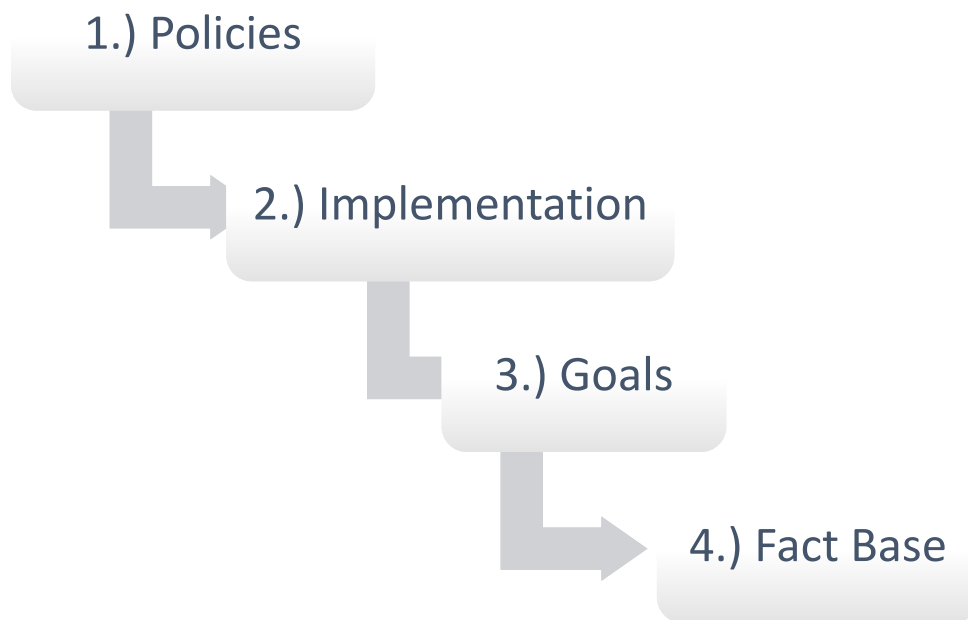 1.) Policies
2.) Implementation
3.) Goals
4.) Fact Base